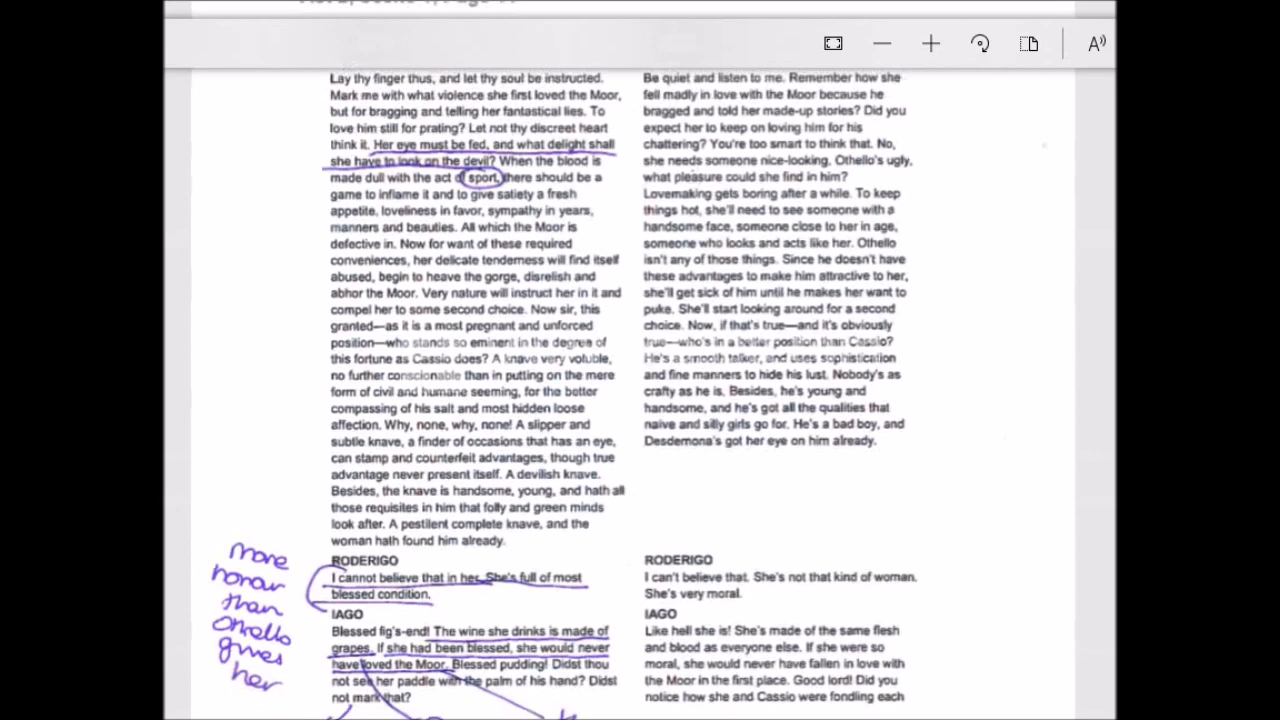 Lay thy finger thus, and let thy soul be instructed.
Mark me with what violence she first loved the Moor,
but for bragging and telling her fantastical lies. To
love him still for prating? Let not thy discreet heart
think it. Her eye must be fed, and what delight shall
she have to look on the devil? When the blood is
made dull with the act of sport, there should be a
game to inflame it and to give satiety a fresh
appetite, loveliness in favor, sympathy in years,
manners and beauties. All which the Moor is
defective in. Now for want of these required
conveniences, her delicate tenderness will find itself
abused, begin to heave the gorge, disrelish and
abhor the Moor. Very nature will instruct her in it and
compel her to some second choice. Now sir, this
granted—as it is a most pregnant and unforced
position—who stands so eminent in the degree of
this fortune as Cassio does? A knave very voluble,
no further conscionable than in putting on the mere
form of civil and humane seeming, for the better
compassing of his salt and most hidden loose
affection. Why, none, why, none! A slipper and
subtle knave, a finder of occasions that has an eye,
can stamp and counterfeit advantages, though true
advantage never present itself. A devilish knave.
Besides, the knave is handsome, young, and hath all
those requisites in him that folly and green minds
look after. A pestilent complete knave, and the
woman hath found him already.
RODERIGO
I cannot believe that in her. She's full of most
blessed condition.
IAGO
Blessed fig's-end! The wine she drinks is made of
grapes. If she had been blessed, she would never
have loved the Moor. Blessed pudding! Didst thou
not see her paddle with the palm of his hand? Didst
not mark that?
Be quiet and listen to me. Remember how she
fell madly in love with the Moor because he
bragged and told her made-up stories? Did you
expect her to keep on loving him for his
chattering? You're too smart to think that. No,
she needs someone nice-looking. Othello's ugly,
what pleasure could she find in him?
Lovemaking gets boring after a while. To keep
things hot, she'll need to see someone with a
handsome face, someone close to her in age,
someone who looks and acts like her. Othello
isn't any of those things. Since he doesn't have
these advantages to make him attractive to her,
she'll get sick of him until he makes her want to
puke. She'll start looking around for a second
choice. Now, if that's true—and it's obviously
true—who's in a better position than Cassio?
He's a smooth talker, and uses sophistication
and fine manners to hide his lust. Nobody's as
crafty as he is. Besides, he's young and
handsome, and he's got all the qualities that
naive and silly girls go for. He's a bad boy, and
Desdemona's got her eye on him already.
RODERIGO
I can't believe that. She's not that kind of woman.
She's very moral.
IAGO
Like hell she is! She's made of the same flesh
and blood as everyone else. If she were so
moral, she would never have fallen in love with
the Moor in the first place. Good lord! Did you
notice how she and Cassio were fondling each
more
honour
than
Othello
gives
her